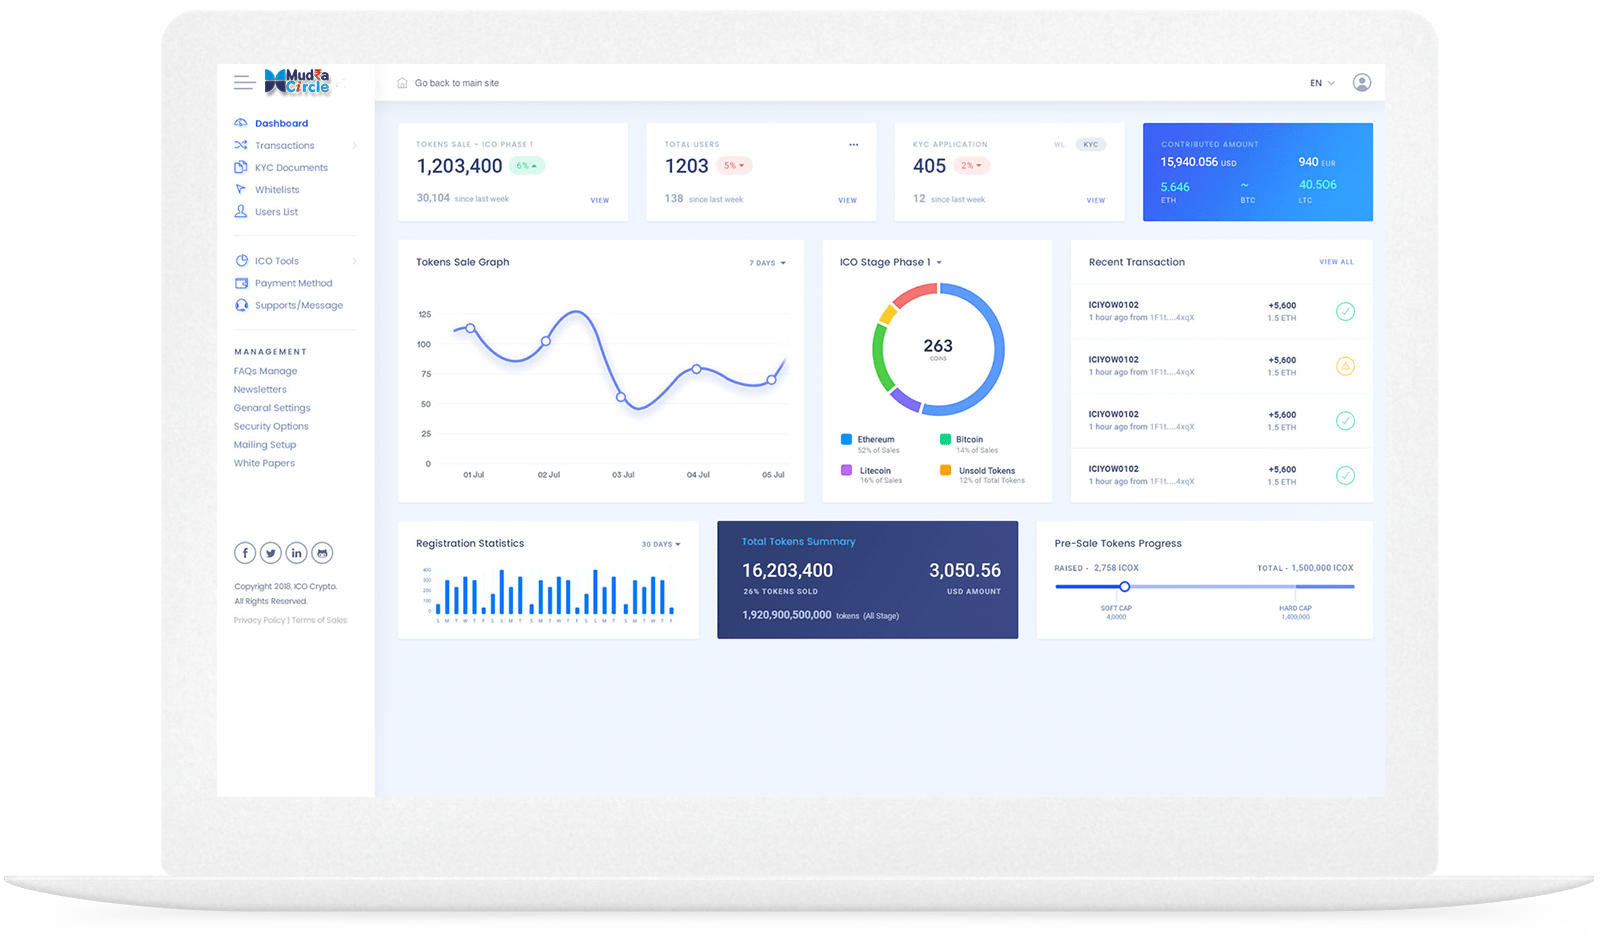 MudRa
Circle
Go back to main site
EN
Dashboard
Transactions
KYC Documents
Whitelists
Users List
ICO Tools
Payment Method
Supports/Message
MANAGEMENT
FAQs Manage
Newsletters
Genaral Settings
Security Options
Mailing Setup
White Papers
f
in
Copyright 2018, ICO Crypto.
All Rights Reserved.
Privacy Policy | Terms of Sales
TOKENS SALE - ICO PHASE 1
1,203,400 6%
30,104 since last week VIEW
TOTAL USERS
1203 5%
138 since last week VIEW
KYC APPLICATION WL KYC
405 2%
12 since last week VIEW
CONTRIBUTED AMOUNT
15,940.056 USD 940 EUR
5.646 ~ 40.506
ETH BTC LTC
Tokens Sale Graph 7 DAYS
125
100
75
50
25
0
01 Jul 02 Jul 03 Jul 04 Jul 05 Jul
ICO Stage Phase 1
263
COINS
Ethereum
52% of Sales
Bitcoin
14% of Sales
Litecoin
16% of Sales
Unsold Tokens
12% of Total Tokens
Recent Transaction VIEW ALL
ICIYOW0102 +5,600
1 hour ago from 1F1t....4xqX 1.5 ETH
ICIYOW0102 +5,600
1 hour ago from 1F1t....4xqX 1.5 ETH
ICIYOW0102 +5,600
1 hour ago from 1F1t....4xqX 1.5 ETH
ICIYOW0102 +5,600
1 hour ago from 1F1t....4xqX 1.5 ETH
Registration Statistics 30 DAYS
400
300
200
100
0
S M T W T F S S M T W T F S S M T W T F
Total Tokens Summary
16,203,400 3,050.56
26% TOKENS SOLD USD AMOUNT
1,920,900,500,000 tokens (All Stage)
Pre-Sale Tokens Progress
RAISED - 2,758 ICOX TOTAL - 1,500,000 ICOX
SOFT CAP HARD CAP
4,0000 1,400,000